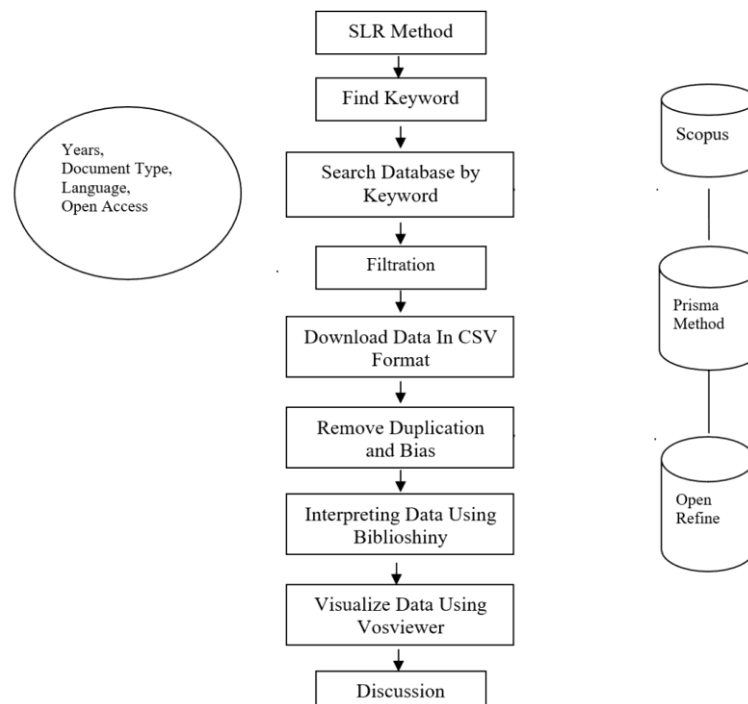 SLR Method
Find Keyword
Years,
Document Type,
Language,
Open Access
Search Database by
Keyword
Scopus
Filtration
Prisma
Method
Download Data In CSV
Format
Remove Duplication
and Bias
Open
Refine
Interpreting Data Using
Biblioshiny
Visualize Data Using
Vosviewer
Discussion